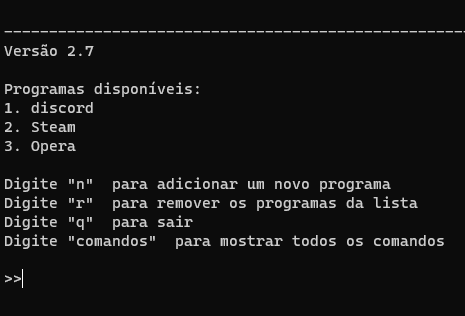 Versão 2.7
Programas disponíveis:
1. discord
2. Steam
3. Opera
Digite "n"  para adicionar um novo programa
Digite "r"  para remover os programas da lista
Digite "q"  para sair
Digite "comandos"  para mostrar todos os comandos
>>